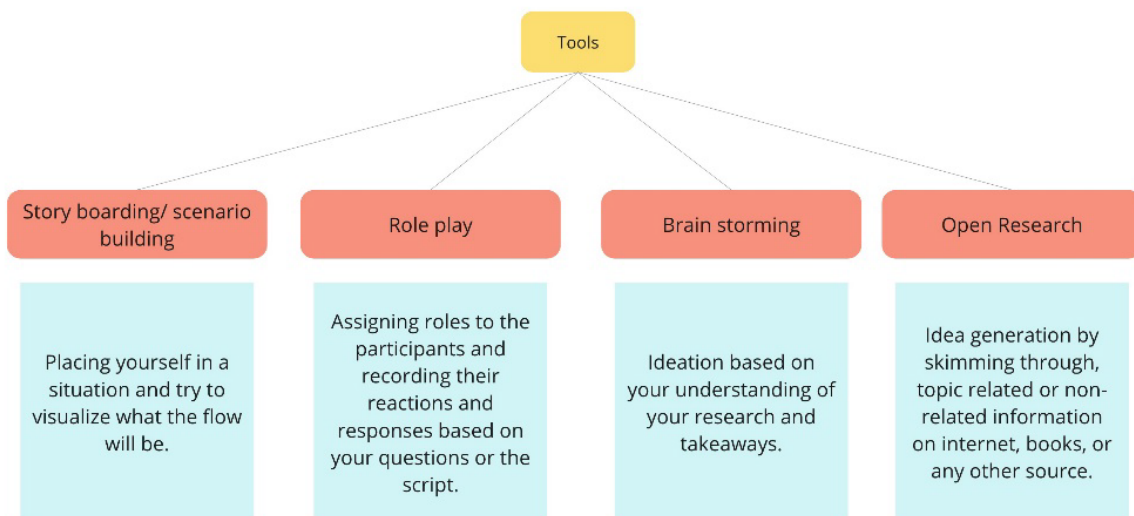 Tools
Story boarding/ scenario
building
Role play
Brain storming
Open Research
Placing yourself in a
situation and try to
visualize what the flow
will be.
Assigning roles to the
participants and
recording their
reactions and
responses based on
your questions or the
script.
Ideation based on
your understanding of
your research and
takeaways.
Idea generation by
skimming through,
topic related or non-
related information
on internet, books, or
any other source.